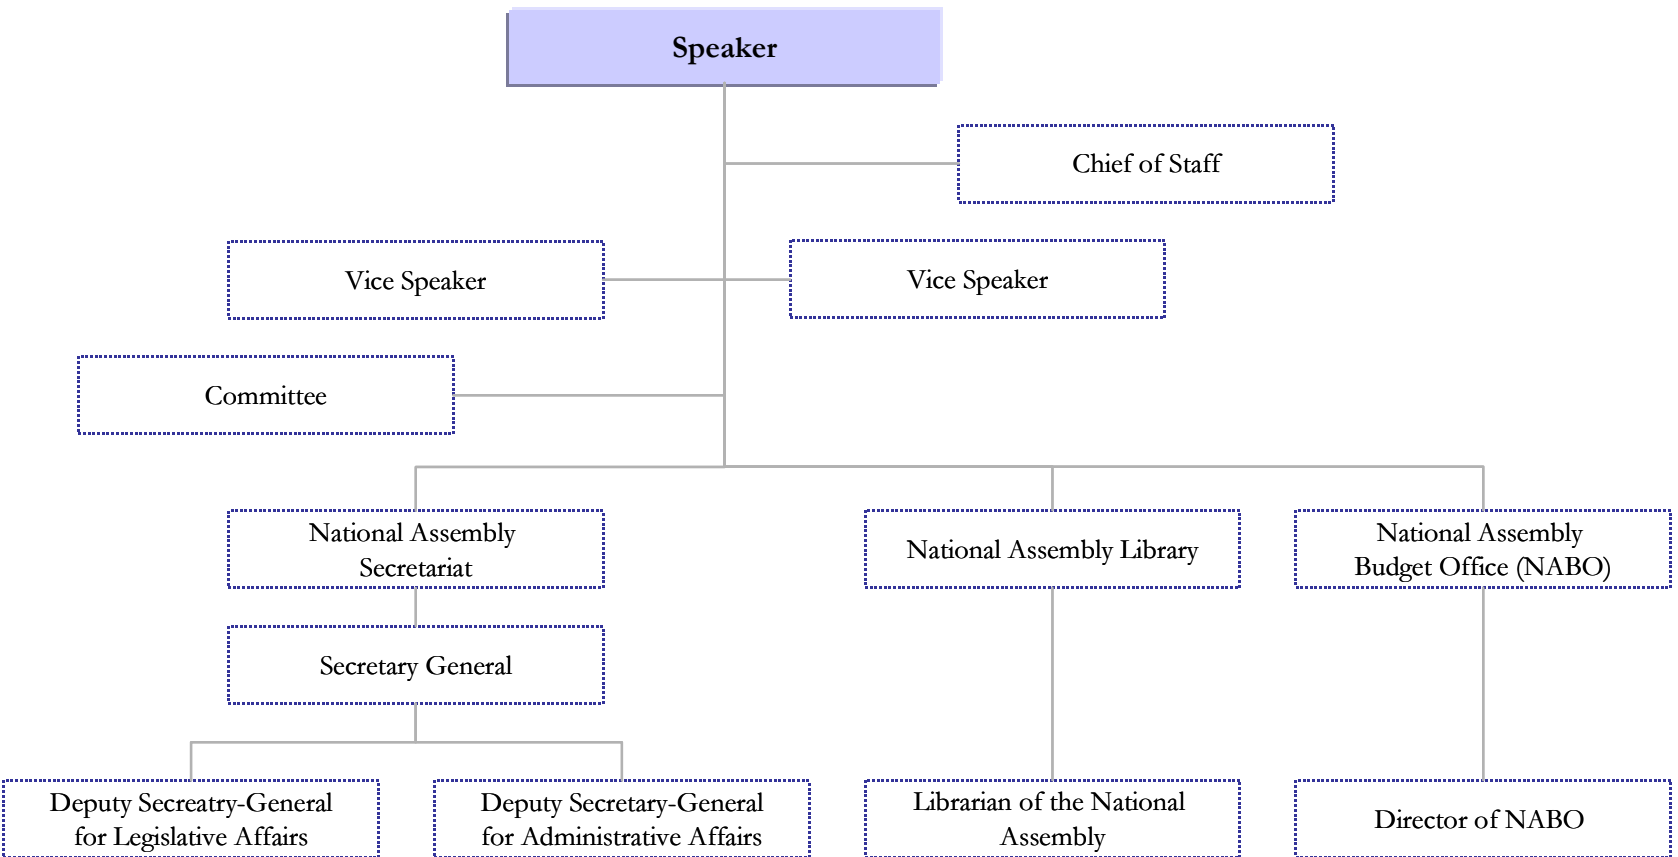 Speaker
Chief of Staff
Vice Speaker
Vice Speaker
Committee
National Assembly
Secretariat
National Assembly Library
National Assembly
Budget Office (NABO)
Secretary General
Deputy Secreatry-General
for Legislative Affairs
Deputy Secretary-General
for Administrative Affairs
Librarian of the National
Assembly
Director of NABO